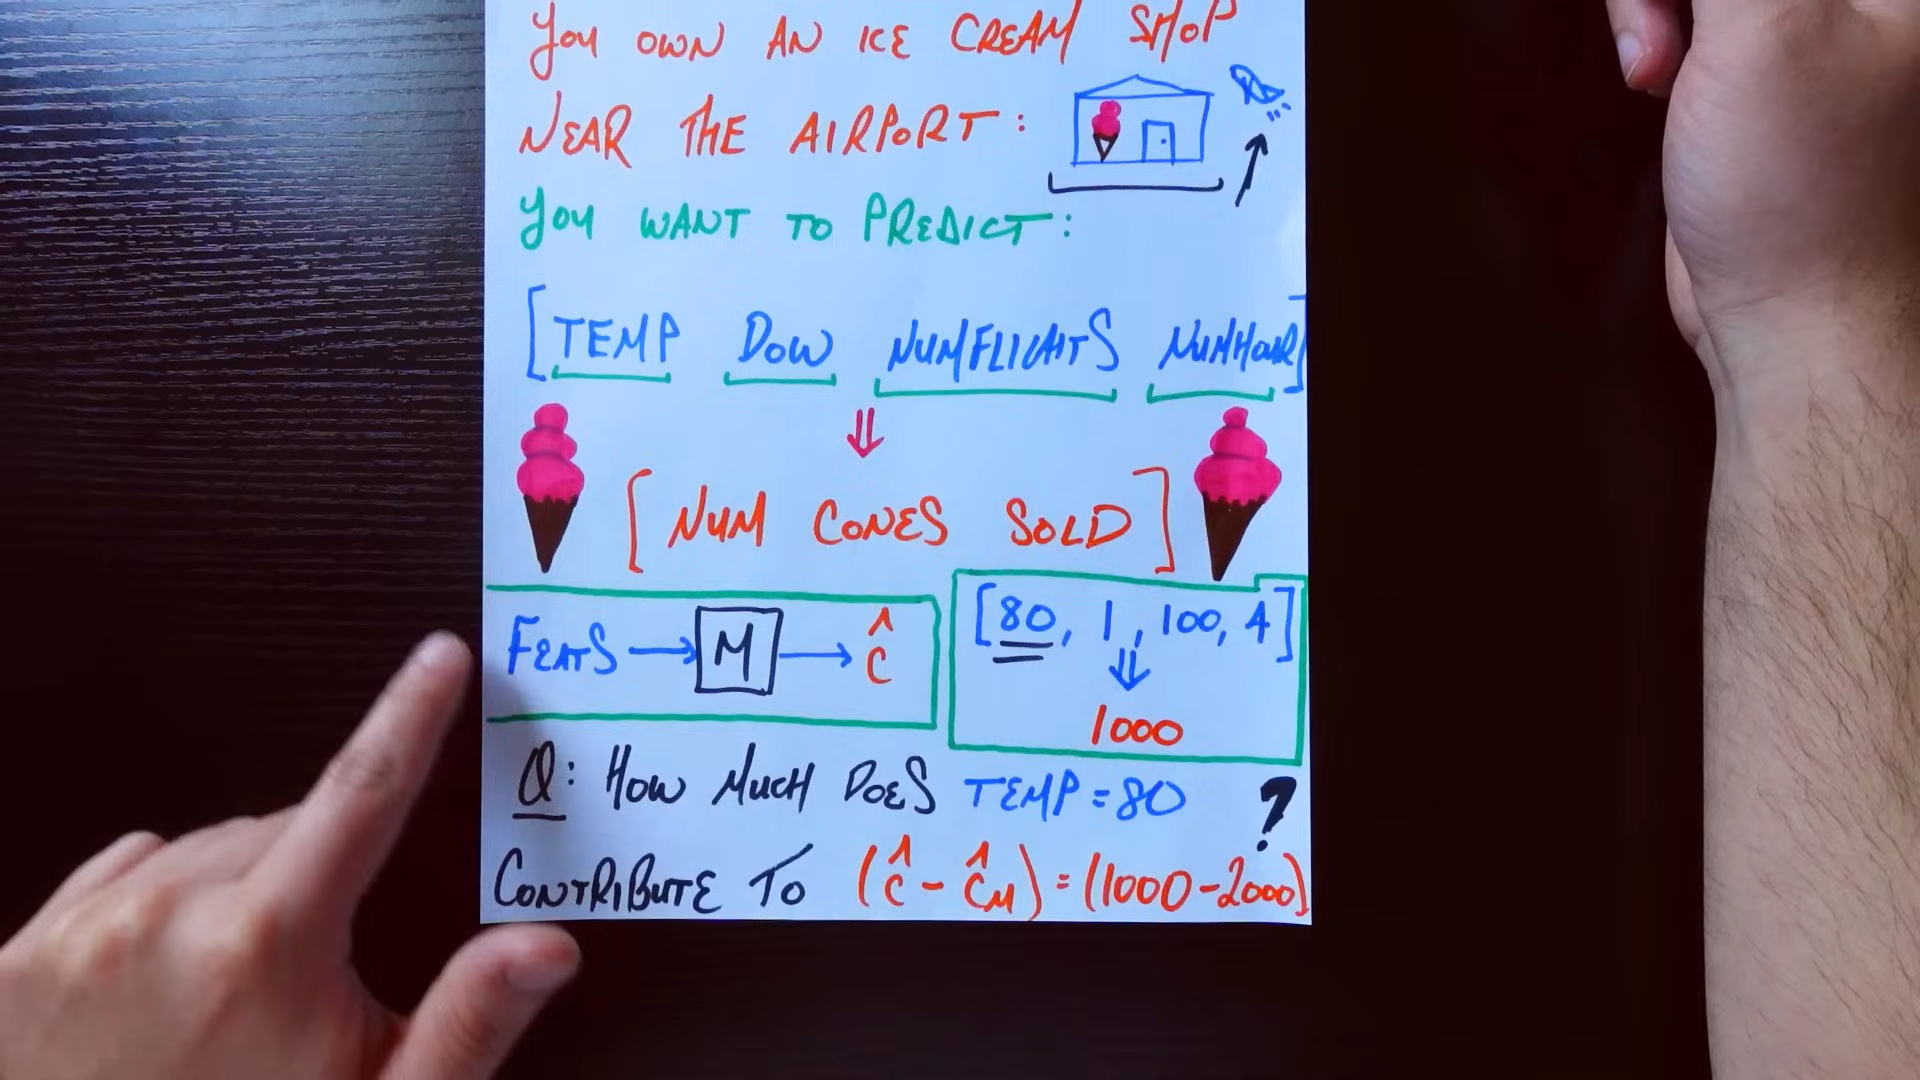 YOU OWN AN ICE CREAM SHOP
NEAR THE AIRPORT:
YOU WANT TO PREDICT:
[TEMP DOW NUMFLIGHTS NUMHOUR]
⇓
[NUM CONES SOLD]
FEATS → M → ĉ
[80, 1, 100, 4]
⇓
1000
Q: HOW MUCH DOES TEMP = 80 ?
CONTRIBUTE TO (ĉ - ĉM) = (1000-2000)